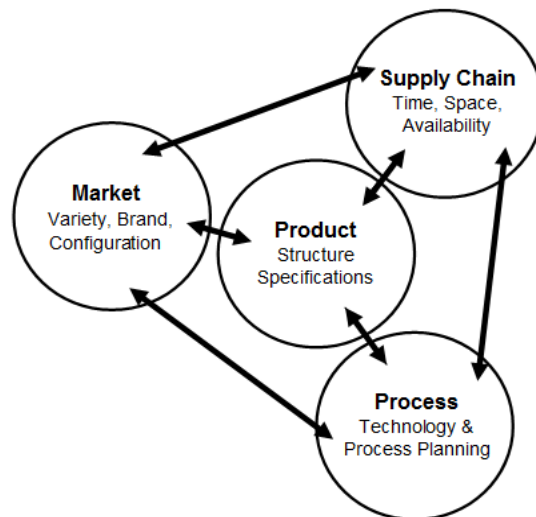 Supply Chain
Time, Space,
Availability
Market
Variety, Brand,
Configuration
Product
Structure
Specifications
Process
Technology &
Process Planning